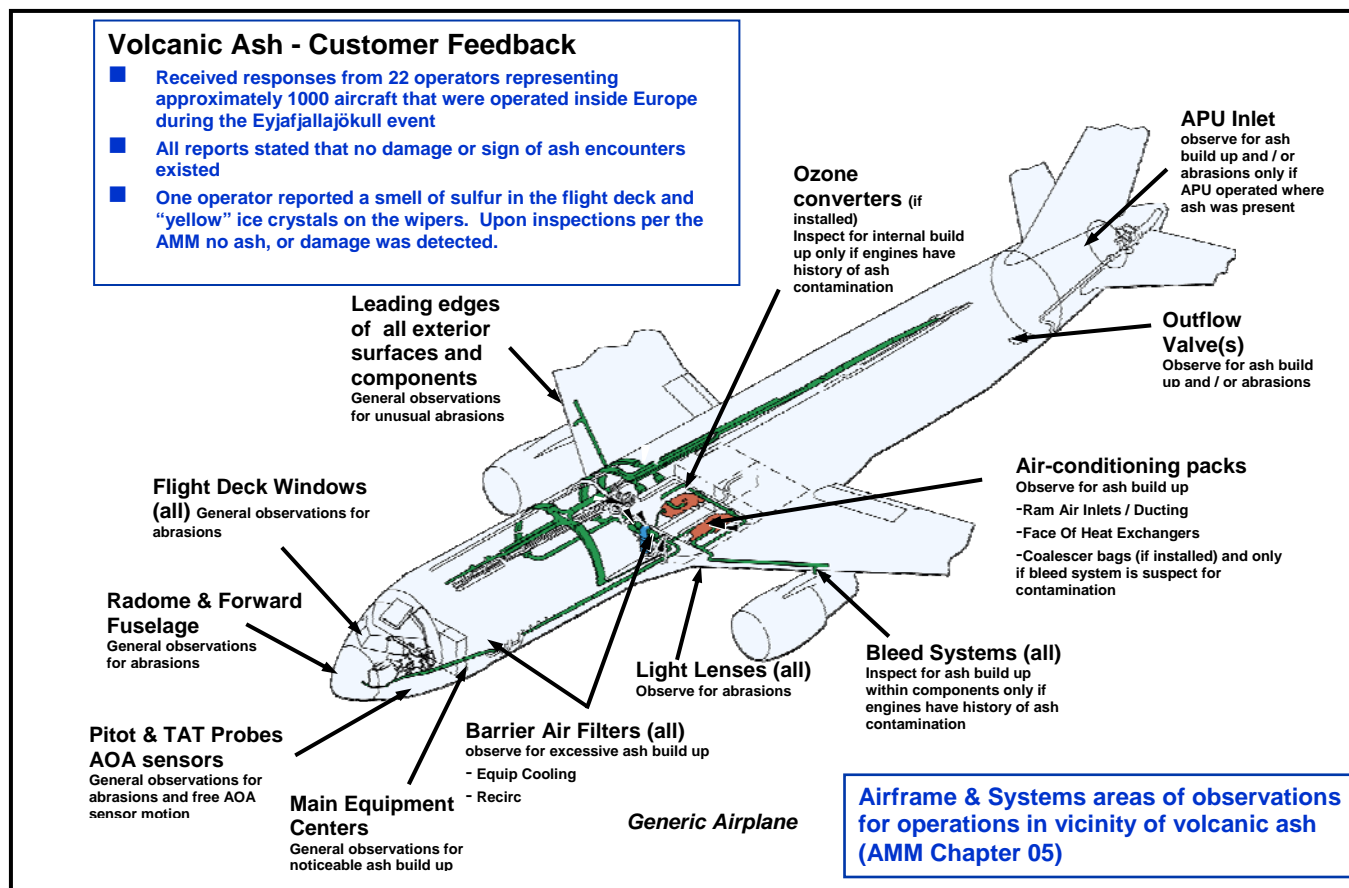 Volcanic Ash - Customer Feedback
Received responses from 22 operators representing
approximately 1000 aircraft that were operated inside Europe
during the Eyjafjallajökull event
All reports stated that no damage or sign of ash encounters
existed
One operator reported a smell of sulfur in the flight deck and
“yellow” ice crystals on the wipers. Upon inspections per the
AMM no ash, or damage was detected.
APU Inlet
observe for ash
build up and / or
abrasions only if
APU operated where
ash was present
Ozone
converters (if
installed)
Inspect for internal build
up only if engines have
history of ash
contamination
Leading edges
of all exterior
surfaces and
components
General observations
for unusual abrasions
Outflow
Valve(s)
Observe for ash build
up and / or abrasions
Flight Deck Windows
(all) General observations for
abrasions
Air-conditioning packs
Observe for ash build up
-Ram Air Inlets / Ducting
-Face Of Heat Exchangers
-Coalescer bags (if installed) and only
if bleed system is suspect for
contamination
Radome & Forward
Fuselage
General observations
for abrasions
Light Lenses (all)
Observe for abrasions
Bleed Systems (all)
Inspect for ash build up
within components only if
engines have history of ash
contamination
Pitot & TAT Probes
AOA sensors
General observations for
abrasions and free AOA
sensor motion
Barrier Air Filters (all)
observe for excessive ash build up
- Equip Cooling
- Recirc
Main Equipment
Centers
General observations for
noticeable ash build up
Generic Airplane
Airframe & Systems areas of observations
for operations in vicinity of volcanic ash
(AMM Chapter 05)